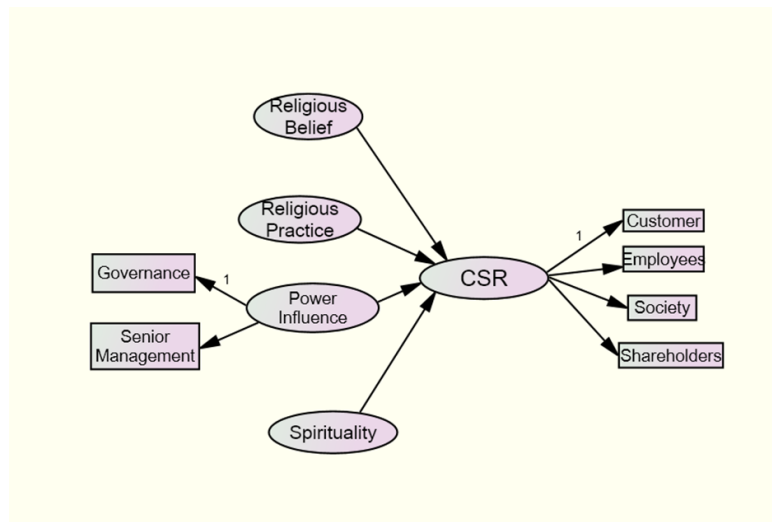 Religious
Belief
Religious
Practice
Customer
1
Employees
Governance
1
CSR
Power
Influence
Society
Senior
Management
Shareholders
Spirituality